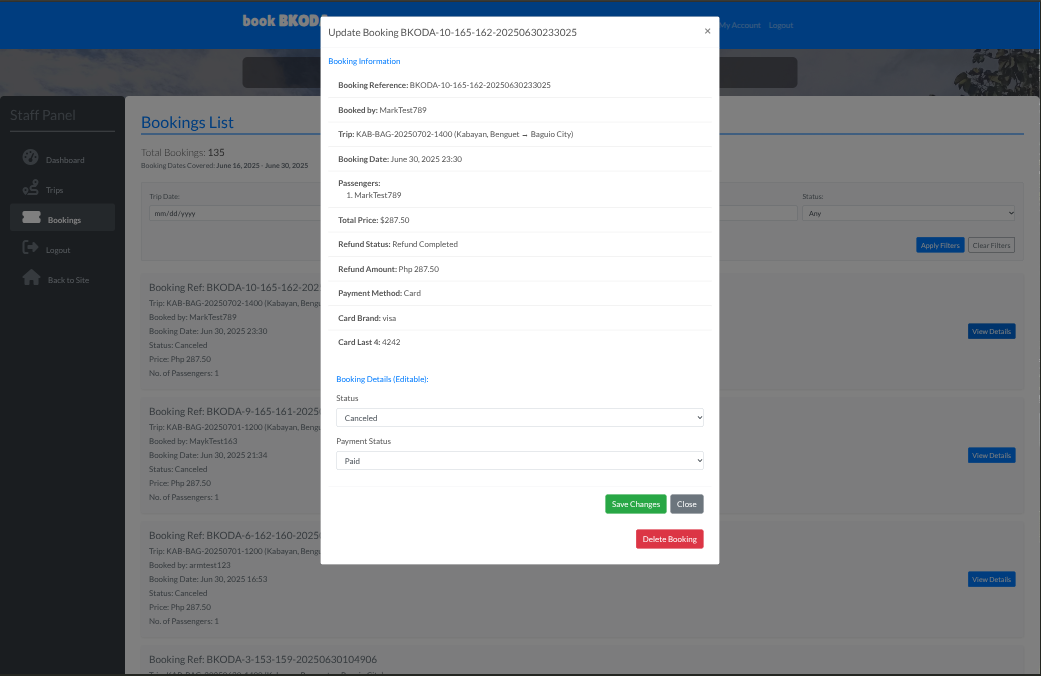 book BKODA
My Account
Logout
Update Booking BKODA-10-165-162-20250630233025
×
Booking Information
Booking Reference: BKODA-10-165-162-20250630233025
Booked by: MarkTest789
Trip: KAB-BAG-20250702-1400 (Kabayan, Benguet → Baguio City)
Booking Date: June 30, 2025 23:30
Passengers:
1. MarkTest789
Total Price: $287.50
Refund Status: Refund Completed
Refund Amount: Php 287.50
Payment Method: Card
Card Brand: visa
Card Last 4: 4242
Booking Details (Editable):
Status
Canceled
Payment Status
Paid
Save Changes
Close
Delete Booking
Staff Panel
Dashboard
Trips
Bookings
Logout
Back to Site
Bookings List
Total Bookings: 135
Booking Dates Covered: June 16, 2025 - June 30, 2025
Trip Date:
mm/dd/yyyy
Status:
Any
Apply Filters
Clear Filters
Booking Ref: BKODA-10-165-162-202
Trip: KAB-BAG-20250702-1400 (Kabayan, Beng
Booked by: MarkTest789
Booking Date: Jun 30, 2025 23:30
Status: Canceled
Price: Php 287.50
No. of Passengers: 1
View Details
Booking Ref: BKODA-9-165-161-2025
Trip: KAB-BAG-20250701-1200 (Kabayan, Beng
Booked by: MaykTest163
Booking Date: Jun 30, 2025 21:34
Status: Canceled
Price: Php 287.50
No. of Passengers: 1
View Details
Booking Ref: BKODA-6-162-160-2025
Trip: KAB-BAG-20250701-1200 (Kabayan, Beng
Booked by: armtest123
Booking Date: Jun 30, 2025 16:53
Status: Canceled
Price: Php 287.50
No. of Passengers: 1
View Details
Booking Ref: BKODA-3-153-159-20250630104906